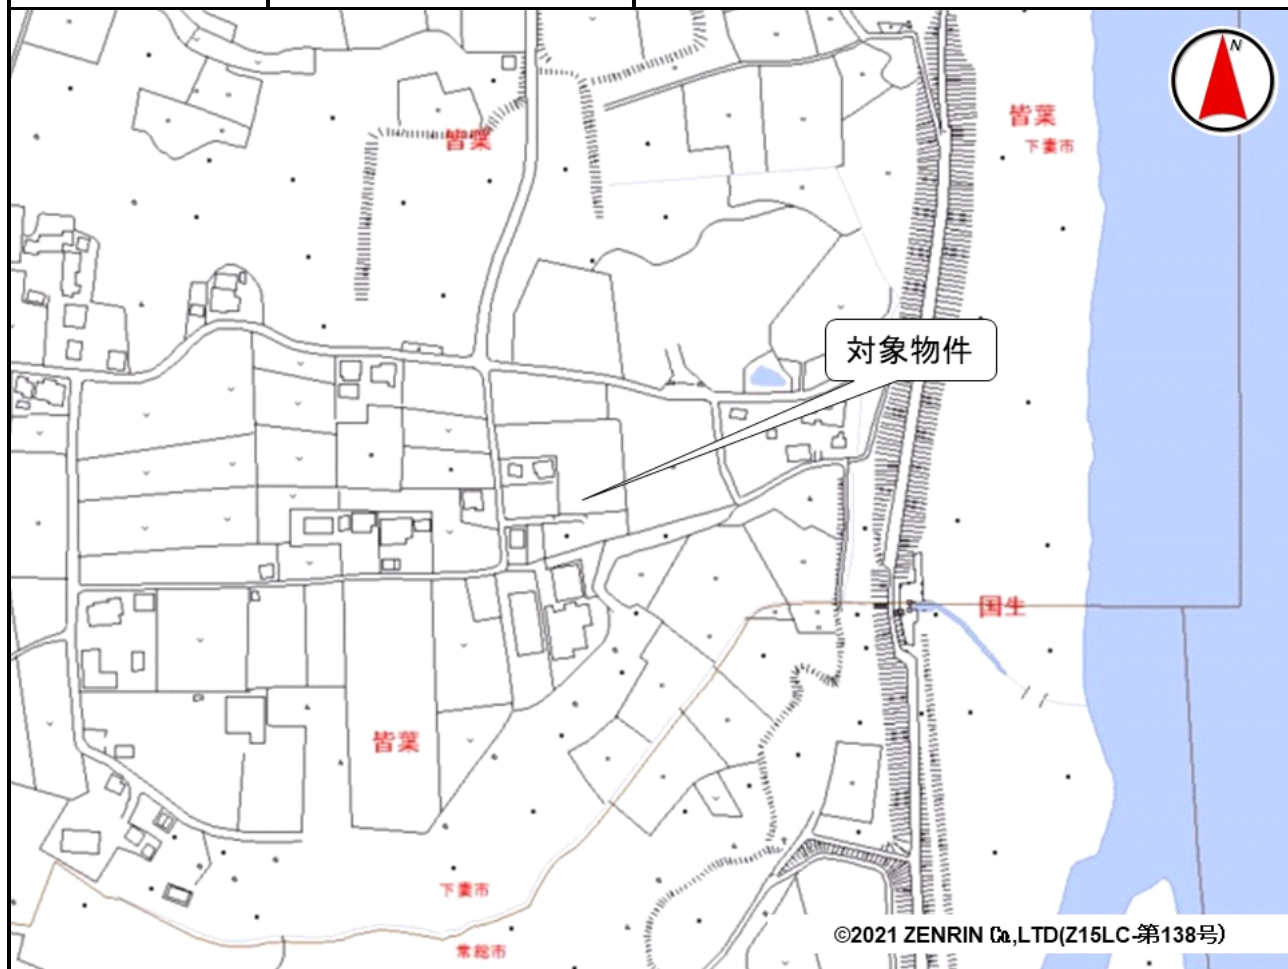 N
皆葉
下妻市
皆葉
対象物件
国生
皆葉
下妻市
常総市
©2021 ZENRIN Co.,LTD(Z15LC-第138号)